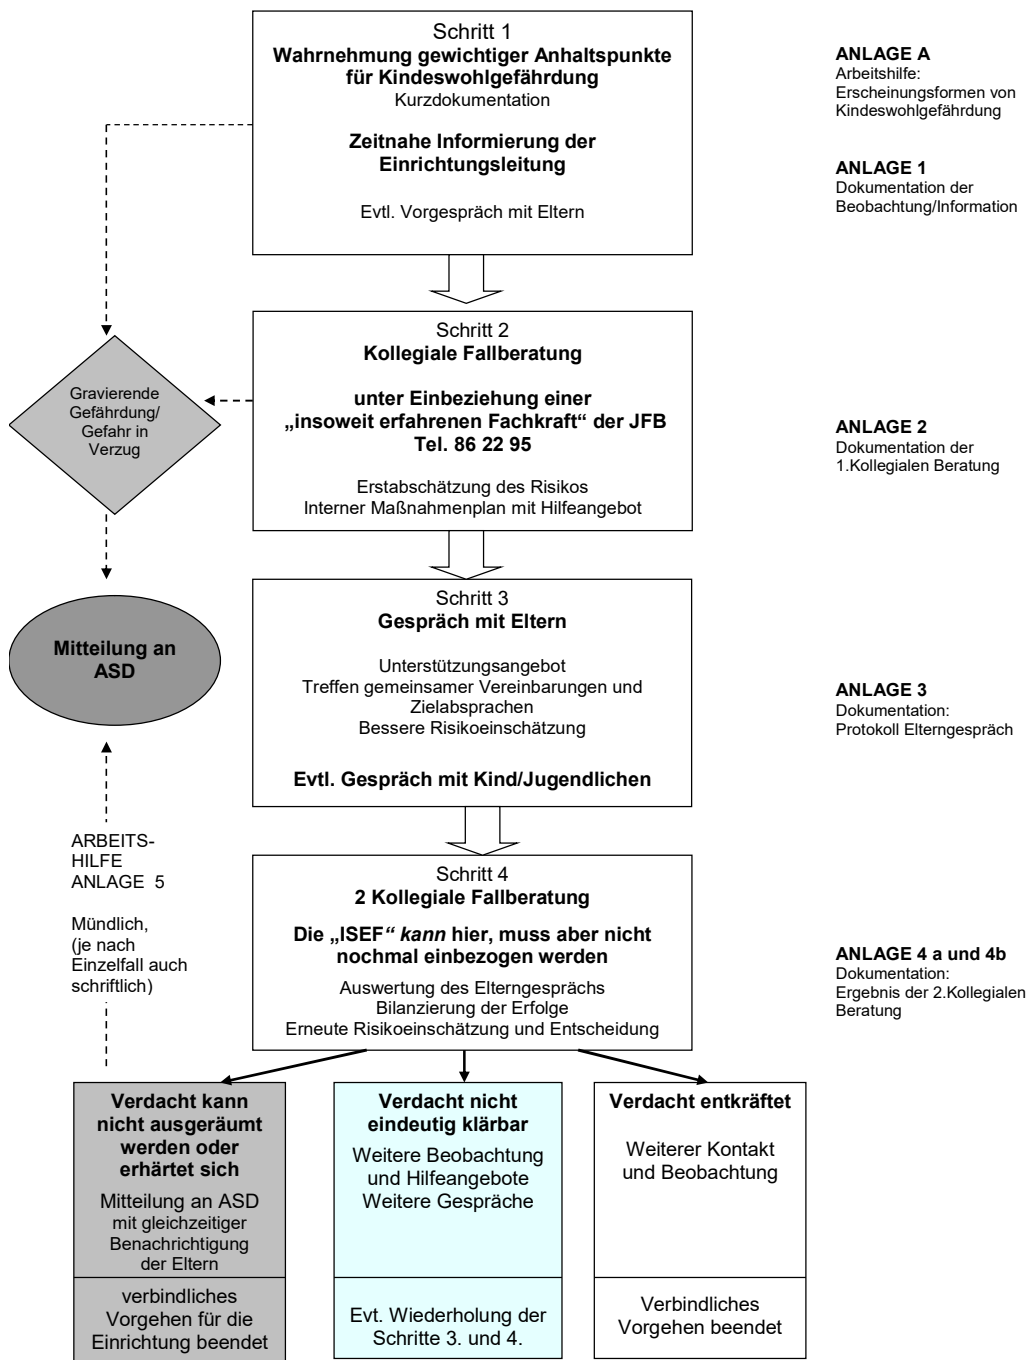 Schritt 1
Wahrnehmung gewichtiger Anhaltspunkte
für Kindeswohlgefährdung
Kurzdokumentation
Zeitnahe Informierung der
Einrichtungsleitung
Evtl. Vorgespräch mit Eltern
ANLAGE A
Arbeitshilfe:
Erscheinungsformen von
Kindeswohlgefährdung
ANLAGE 1
Dokumentation der
Beobachtung/Information
Schritt 2
Kollegiale Fallberatung
unter Einbeziehung einer
„insoweit erfahrenen Fachkraft“ der JFB
Tel. 86 22 95
Erstabschätzung des Risikos
Interner Maßnahmenplan mit Hilfeangebot
Gravierende
Gefährdung/
Gefahr in
Verzug
ANLAGE 2
Dokumentation der
1.Kollegialen Beratung
Schritt 3
Gespräch mit Eltern
Unterstützungsangebot
Treffen gemeinsamer Vereinbarungen und
Zielabsprachen
Bessere Risikoeinschätzung
Evtl. Gespräch mit Kind/Jugendlichen
Mitteilung an
ASD
ANLAGE 3
Dokumentation:
Protokoll Elterngespräch
ARBEITS-
HILFE
ANLAGE 5
Mündlich,
(je nach
Einzelfall auch
schriftlich)
Schritt 4
2 Kollegiale Fallberatung
Die „ISEF“ kann hier, muss aber nicht
nochmal einbezogen werden
Auswertung des Elterngesprächs
Bilanzierung der Erfolge
Erneute Risikoeinschätzung und Entscheidung
ANLAGE 4 a und 4b
Dokumentation:
Ergebnis der 2.Kollegialen
Beratung
Verdacht kann
nicht ausgeräumt
werden oder
erhärtet sich
Mitteilung an ASD
mit gleichzeitiger
Benachrichtigung
der Eltern
verbindliches
Vorgehen für die
Einrichtung beendet
Verdacht nicht
eindeutig klärbar
Weitere Beobachtung
und Hilfeangebote
Weitere Gespräche
Evt. Wiederholung der
Schritte 3. und 4.
Verdacht entkräftet
Weiterer Kontakt
und Beobachtung
Verbindliches
Vorgehen beendet